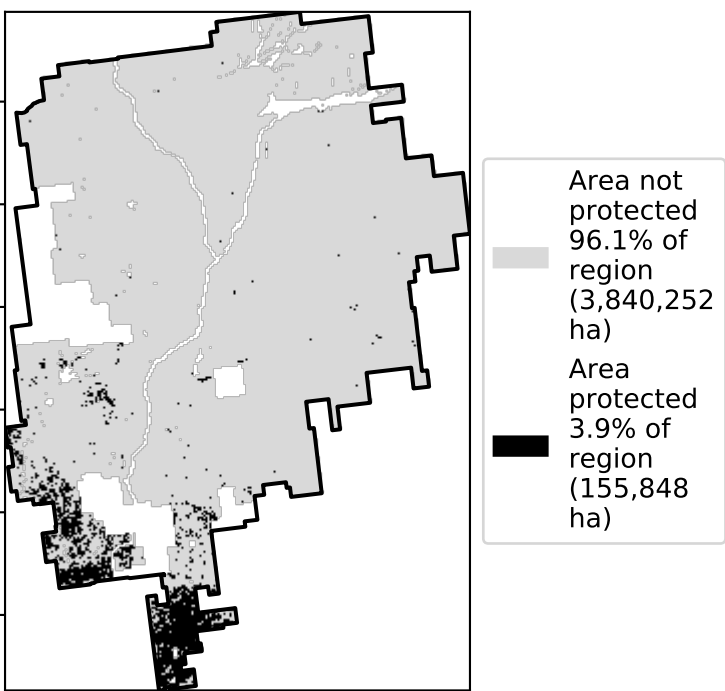 Area not
protected
96.1% of
region
(3,840,252
ha)
Area
protected
3.9% of
region
(155,848
ha)